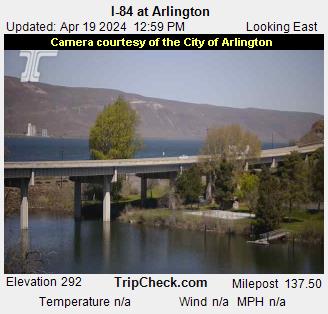 I-84 at Arlington
Updated: Apr 19 2024 12:59 PM Looking East
Camera courtesy of the City of Arlington
Elevation 292 TripCheck.com Milepost 137.50
Temperature n/a Wind n/a MPH n/a